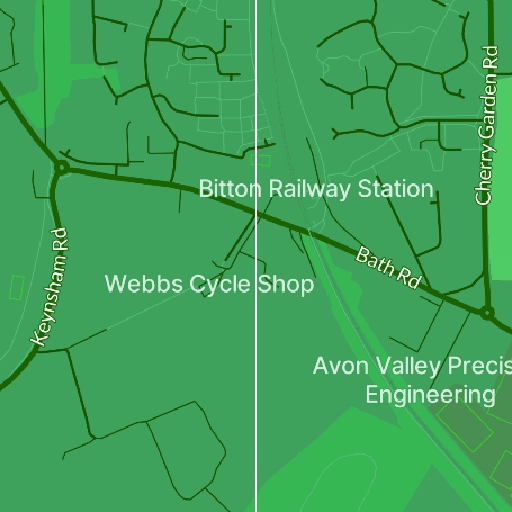 Cherry Garden Rd
Bitton Railway Station
Keynsham Rd
Bath Rd
Webbs Cycle Shop
Avon Valley Precis
Engineering